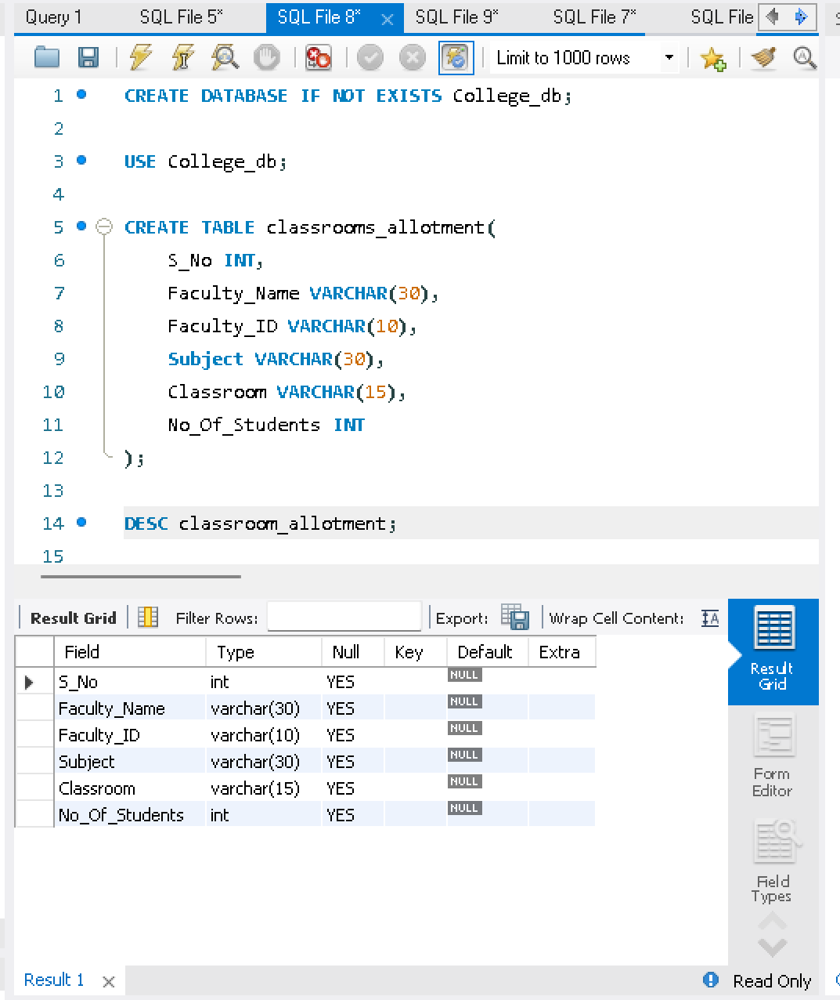 Query 1 SQL File 5* SQL File 8* SQL File 9* SQL File 7* SQL File
Limit to 1000 rows
1 CREATE DATABASE IF NOT EXISTS College_db;
2
3 USE College_db;
4
5 CREATE TABLE classrooms_allotment(
6 S_No INT,
7 Faculty_Name VARCHAR(30),
8 Faculty_ID VARCHAR(10),
9 Subject VARCHAR(30),
10 Classroom VARCHAR(15),
11 No_Of_Students INT
12 );
13
14 DESC classroom_allotment;
15
Result Grid Filter Rows: Export: Wrap Cell Content: IA
Field Type Null Key Default Extra
S_No int YES NULL
Faculty_Name varchar(30) YES NULL
Faculty_ID varchar(10) YES NULL
Subject varchar(30) YES NULL
Classroom varchar(15) YES NULL
No_Of_Students int YES NULL
Result
Grid
Form
Editor
Field
Types
Result 1 Read Only